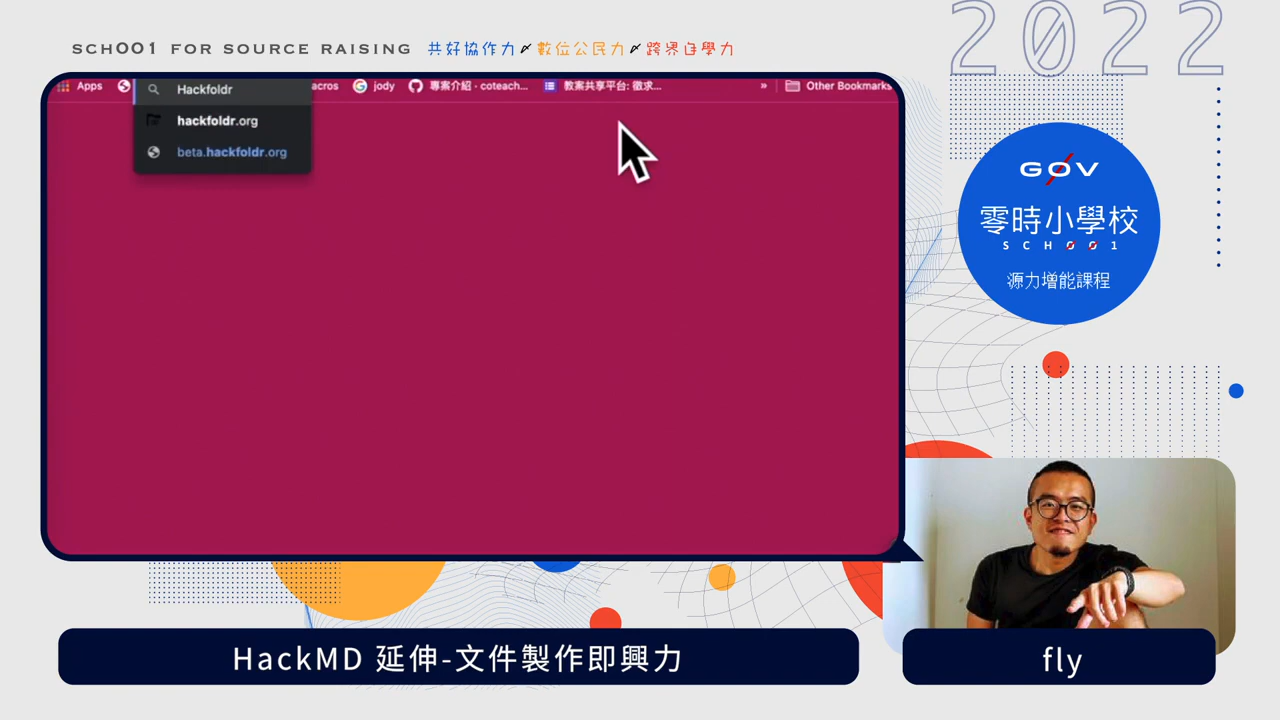 SCHOO1 FOR SOURCE RAISING 共好協作力 數位公民力 跨界自學力
2022
Apps
Hackfoldr
acros
jody
專案介紹 · coteach...
教案共享平台: 徵求...
»
Other Bookmarks
hackfoldr.org
beta.hackfoldr.org
GØV
零時小學校
SCHØØ1
源力增能課程
HackMD 延伸-文件製作即興力
fly